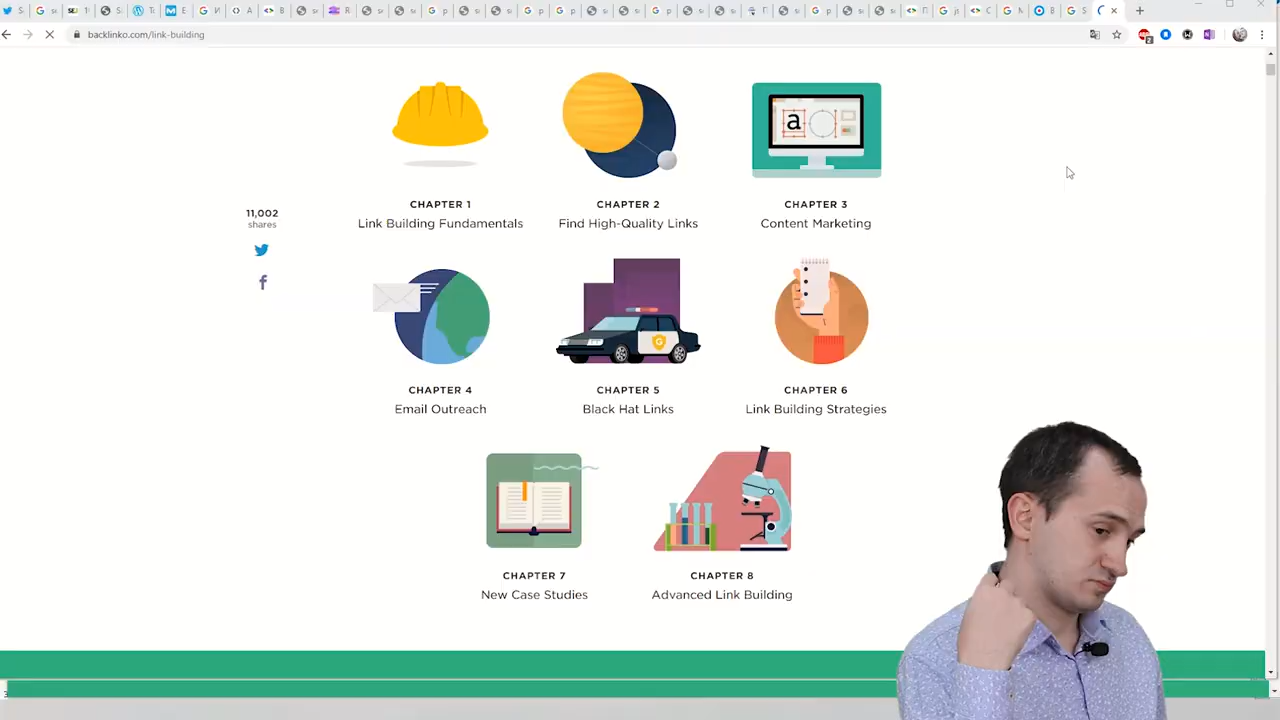 backlinko.com/link-building
2
a
CHAPTER 1
Link Building Fundamentals
CHAPTER 2
Find High-Quality Links
CHAPTER 3
Content Marketing
11,002
shares
CHAPTER 4
Email Outreach
G
CHAPTER 5
Black Hat Links
CHAPTER 6
Link Building Strategies
CHAPTER 7
New Case Studies
CHAPTER 8
Advanced Link Building